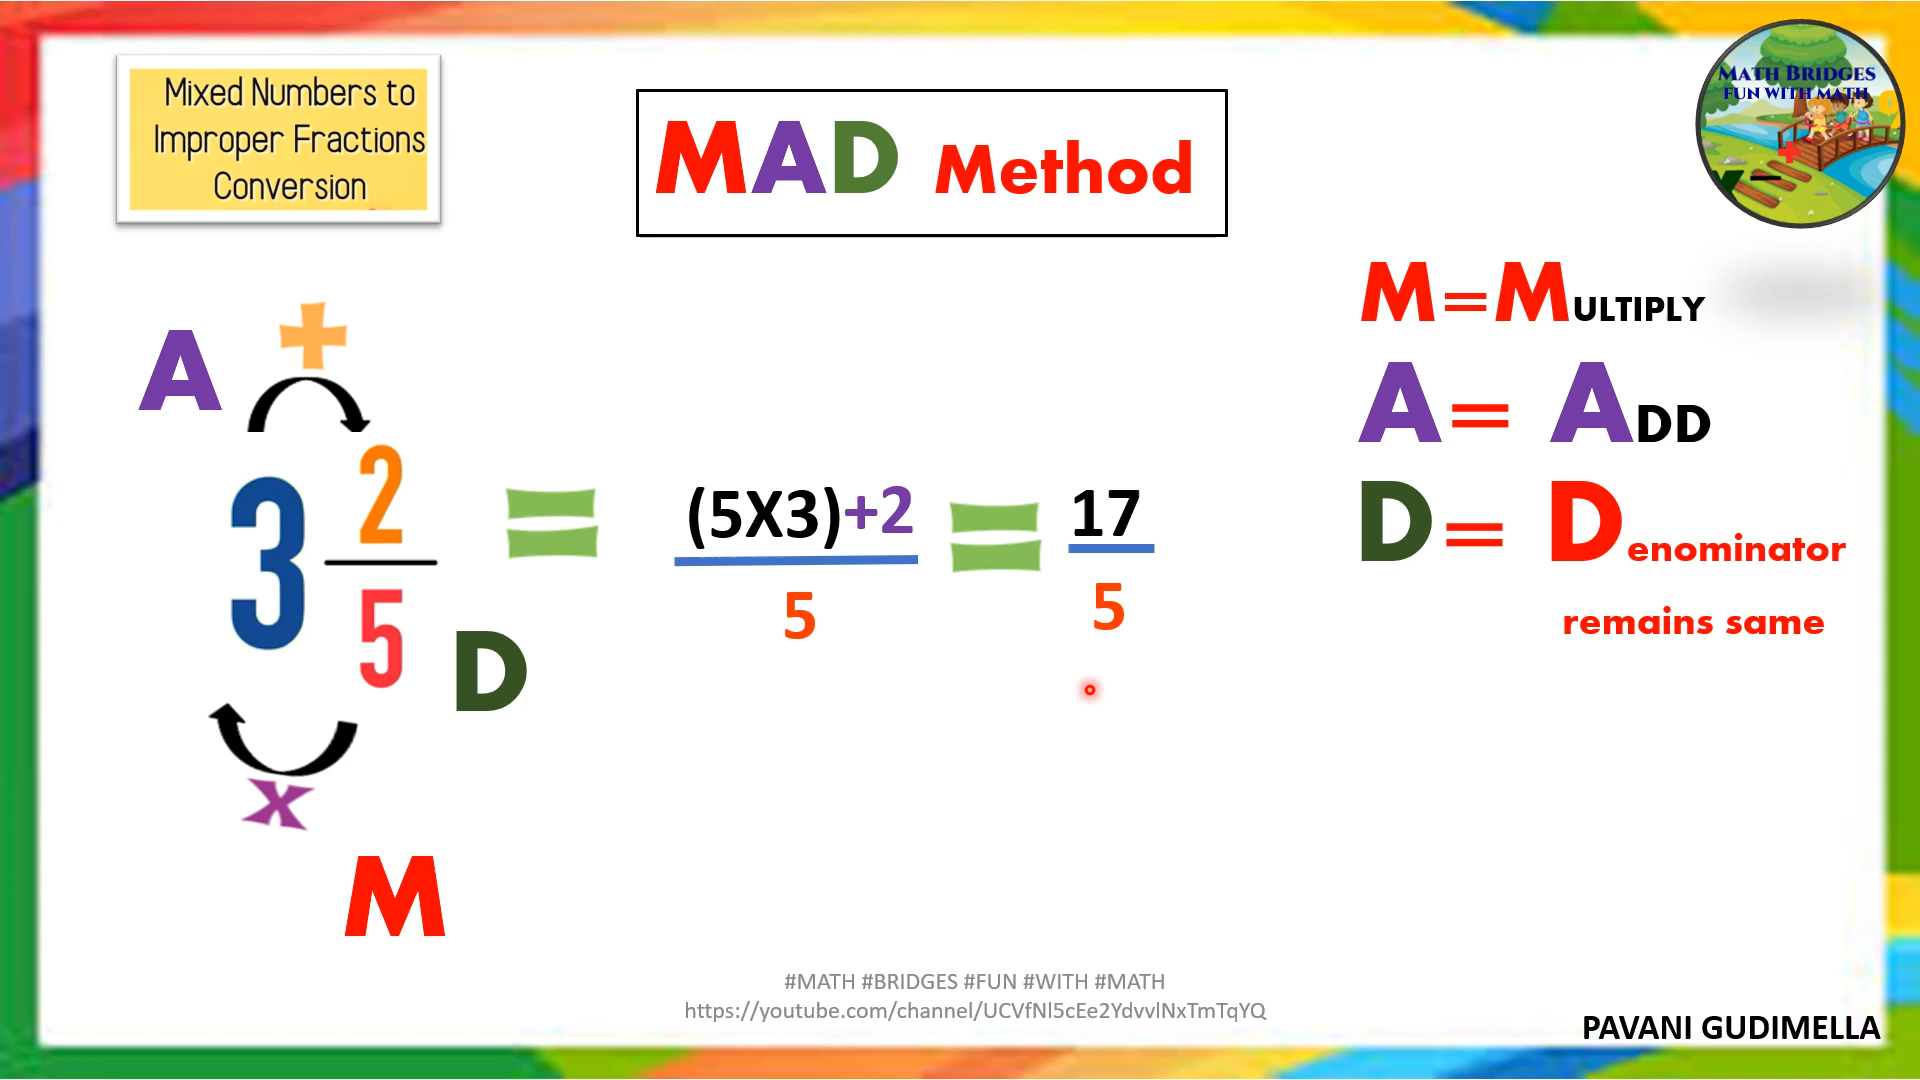 Mixed Numbers to
Improper Fractions
Conversion
MAD Method
MATH BRIDGES
FUN WITH MATH
+
-
M=MULTIPLY
A= ADD
D= Denominator
remains same
A
+
3 2/5 = (5X3)+2/5 = 17/5
D
x
M
#MATH #BRIDGES #FUN #WITH #MATH
https://youtube.com/channel/UCVfNl5cEe2YdvvlNxTmTqYQ
PAVANI GUDIMELLA